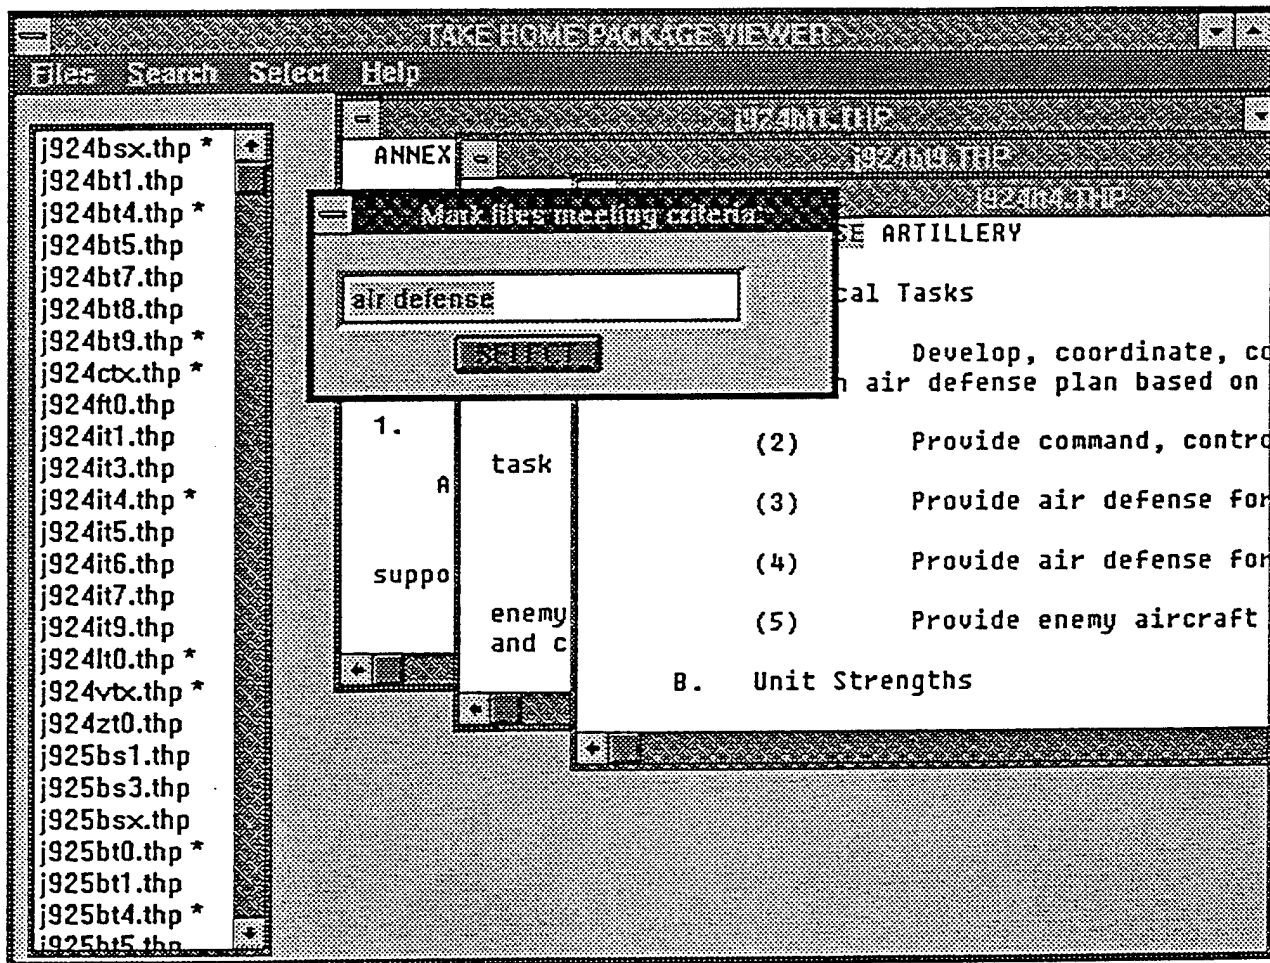 TAKE HOME PACKAGE VIEWER
Files Search Select Help
j924bsx.thp *
j924bt1.thp
j924bt4.thp *
j924bt5.thp
j924bt7.thp
j924bt8.thp
j924bt9.thp *
j924ctx.thp *
j924ft0.thp
j924it1.thp
j924it3.thp
j924it4.thp *
j924it5.thp
j924it6.thp
j924it7.thp
j924it9.thp
j924lt0.thp *
j924vtx.thp *
j924zt0.thp
j925bs1.thp
j925bs3.thp
j925bsx.thp
j925bt0.thp *
j925bt1.thp
j925bt4.thp *
j925bt5.thp
ANNEX
1.
A
suppo
j924bt9.THP
task
enemy
and c
Mark files meeting criteria:
air defense
SELECT
SE ARTILLERY
cal Tasks
Develop, coordinate, co
n air defense plan based on
(2) Provide command, contro
(3) Provide air defense for
(4) Provide air defense for
(5) Provide enemy aircraft
B. Unit Strengths